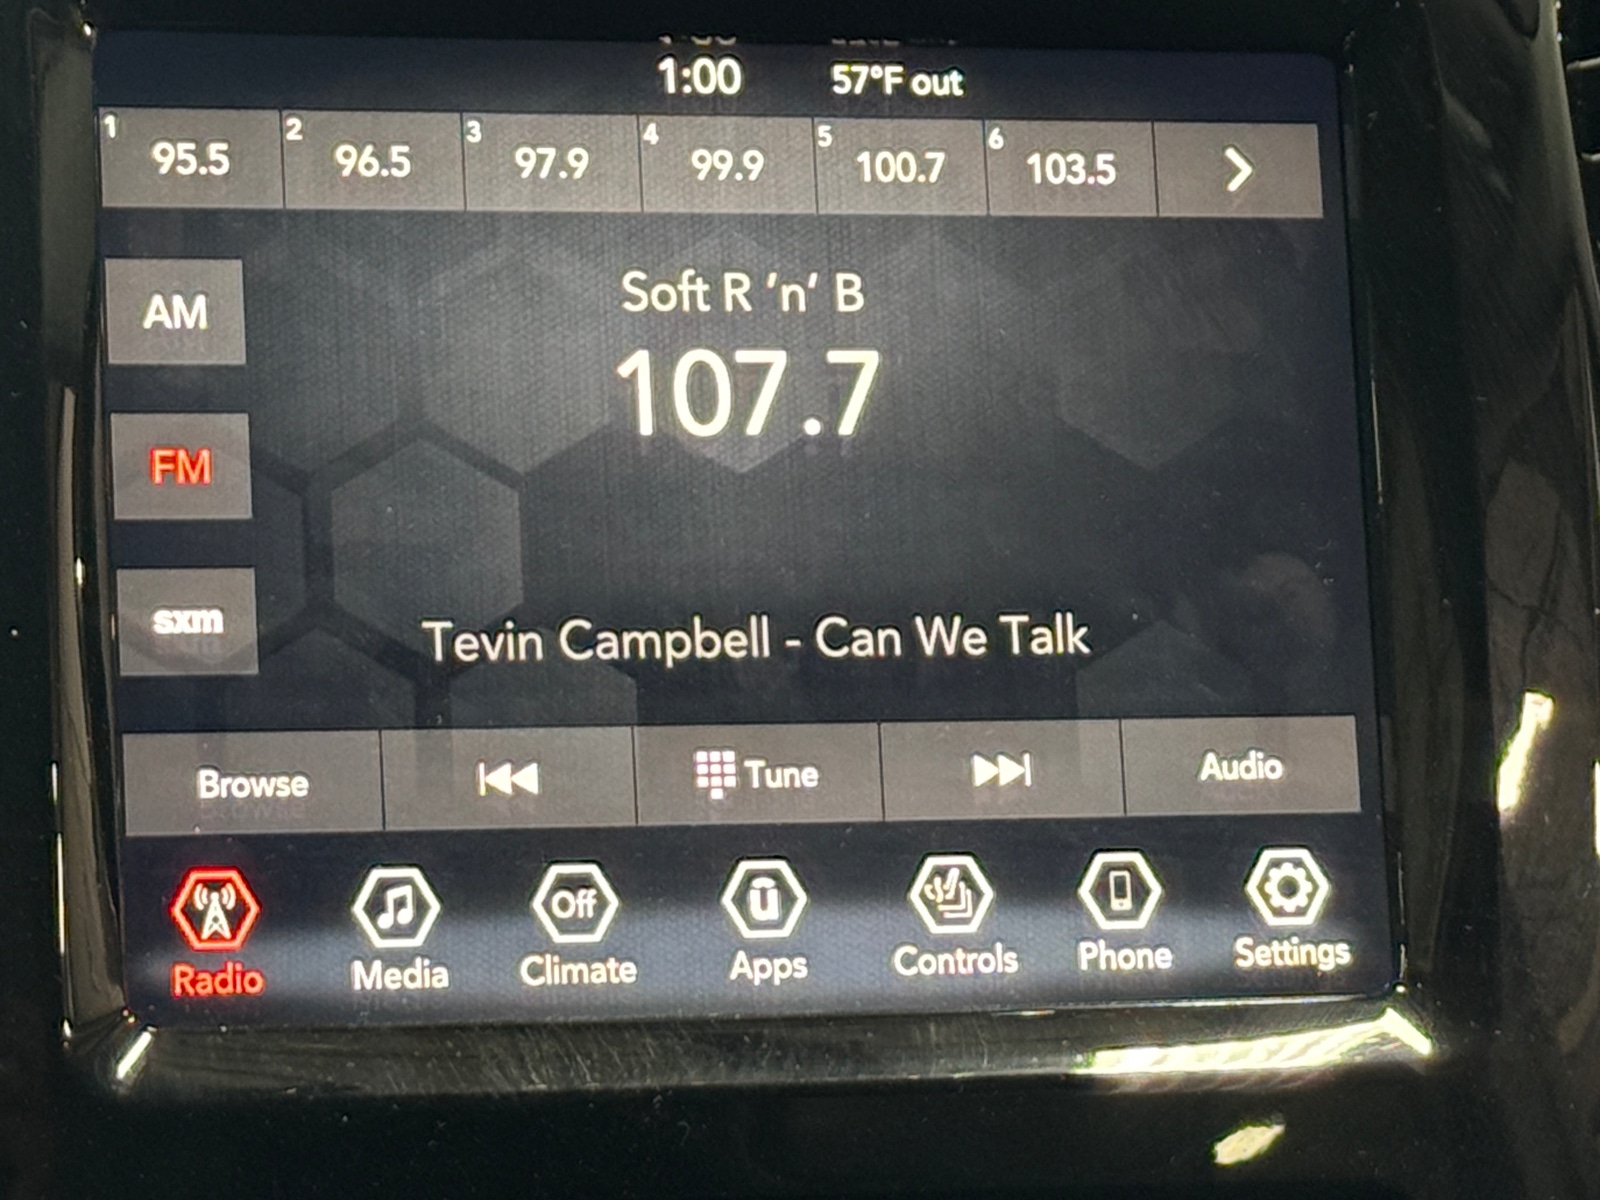 1:00 57°F out
1 95.5 2 96.5 3 97.9 4 99.9 5 100.7 6 103.5
AM
Soft R ’n’ B
107.7
FM
sxm
Tevin Campbell - Can We Talk
Browse Tune Audio
Off u
Radio Media Climate Apps Controls Phone Settings